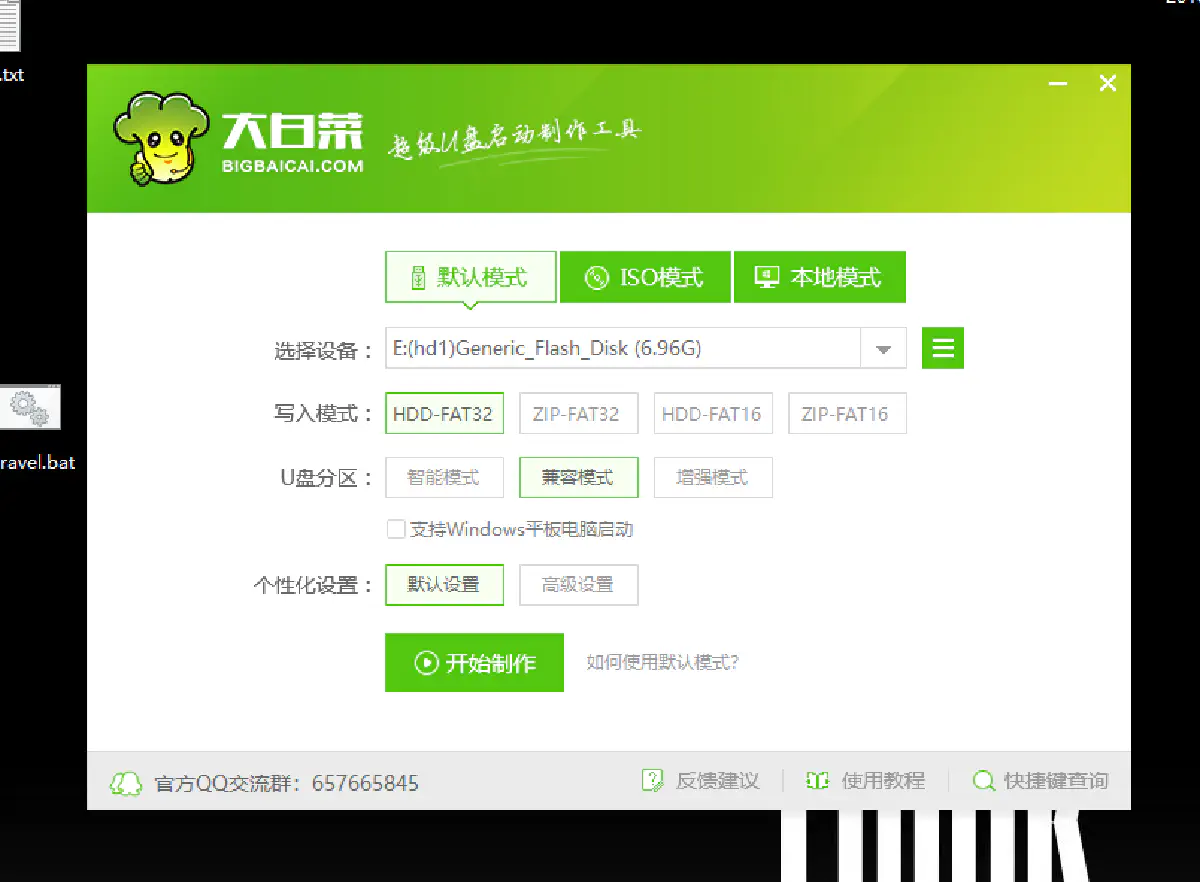 .txt
大白菜
BIGBAICAI.COM
超级U盘启动制作工具
默认模式 ISO模式 本地模式
选择设备： E:(hd1)Generic_Flash_Disk (6.96G)
写入模式： HDD-FAT32 ZIP-FAT32 HDD-FAT16 ZIP-FAT16
ravel.bat
U盘分区： 智能模式 兼容模式 增强模式
支持Windows平板电脑启动
个性化设置： 默认设置 高级设置
开始制作 如何使用默认模式?
官方QQ交流群：657665845 反馈建议 使用教程 快捷键查询